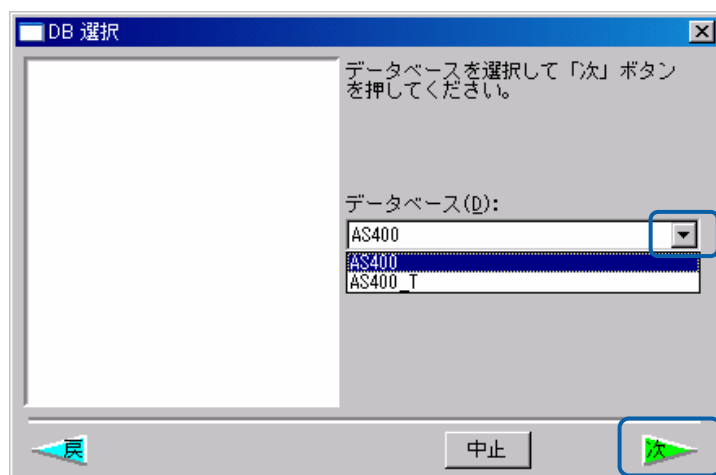 DB 選択
データベースを選択して「次」ボタン
を押してください。
データベース(D):
AS400
AS400
AS400_T
戻
中止
次